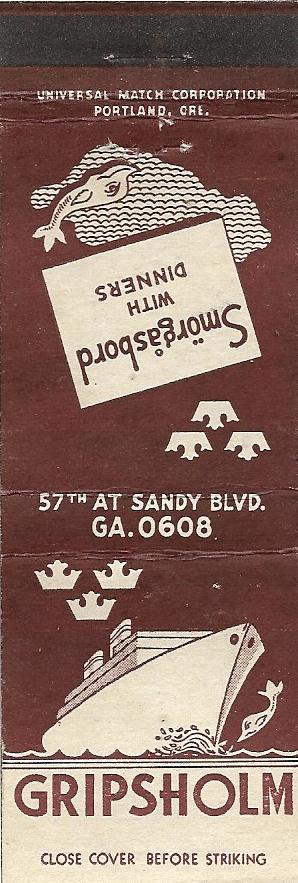 UNIVERSAL MATCH CORPORATION
PORTLAND, ORE.
Smörgåsbord
WITH
DINNERS
57TH AT SANDY BLVD.
GA. 0608
GRIPSHOLM
CLOSE COVER BEFORE STRIKING